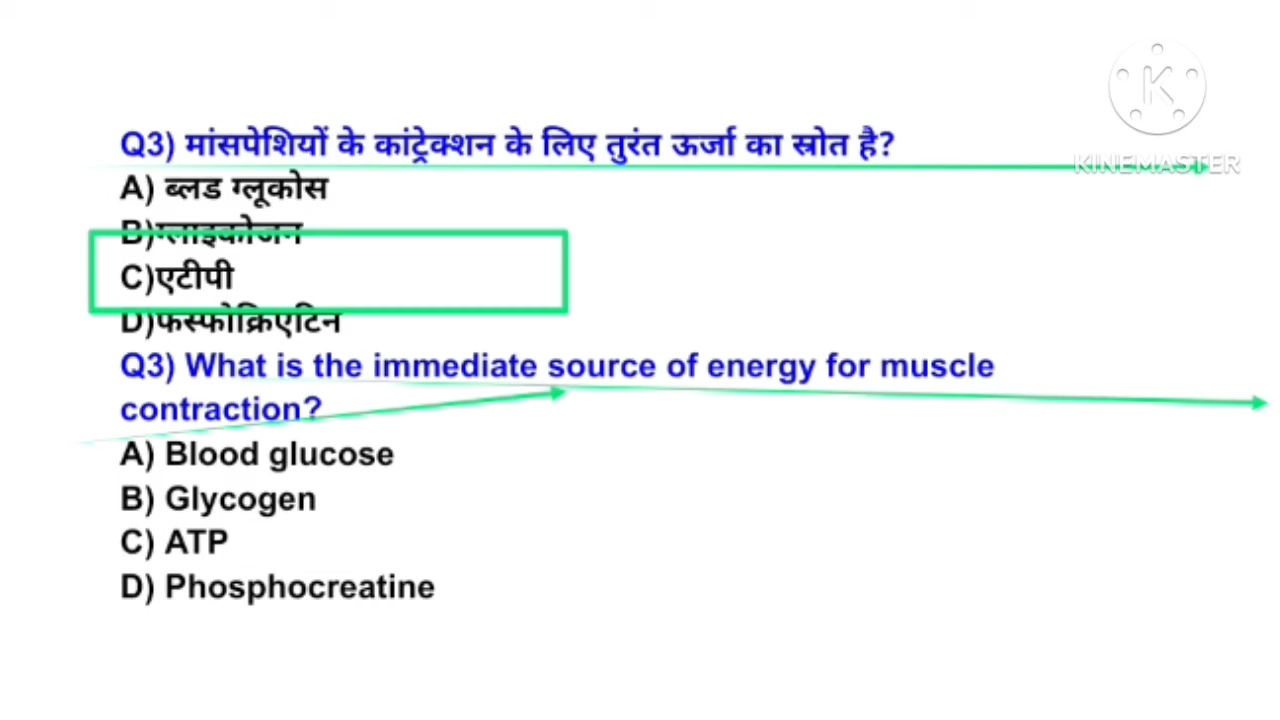 Q3) मांसपेशियों के कांट्रेक्शन के लिए तुरंत ऊर्जा का स्रोत है?
A) ब्लड ग्लूकोस
B)ग्लाइकोजन
C)एटीपी
D)फस्फोक्रिएटिन
Q3) What is the immediate source of energy for muscle
contraction?
A) Blood glucose
B) Glycogen
C) ATP
D) Phosphocreatine
K
KINEMASTER